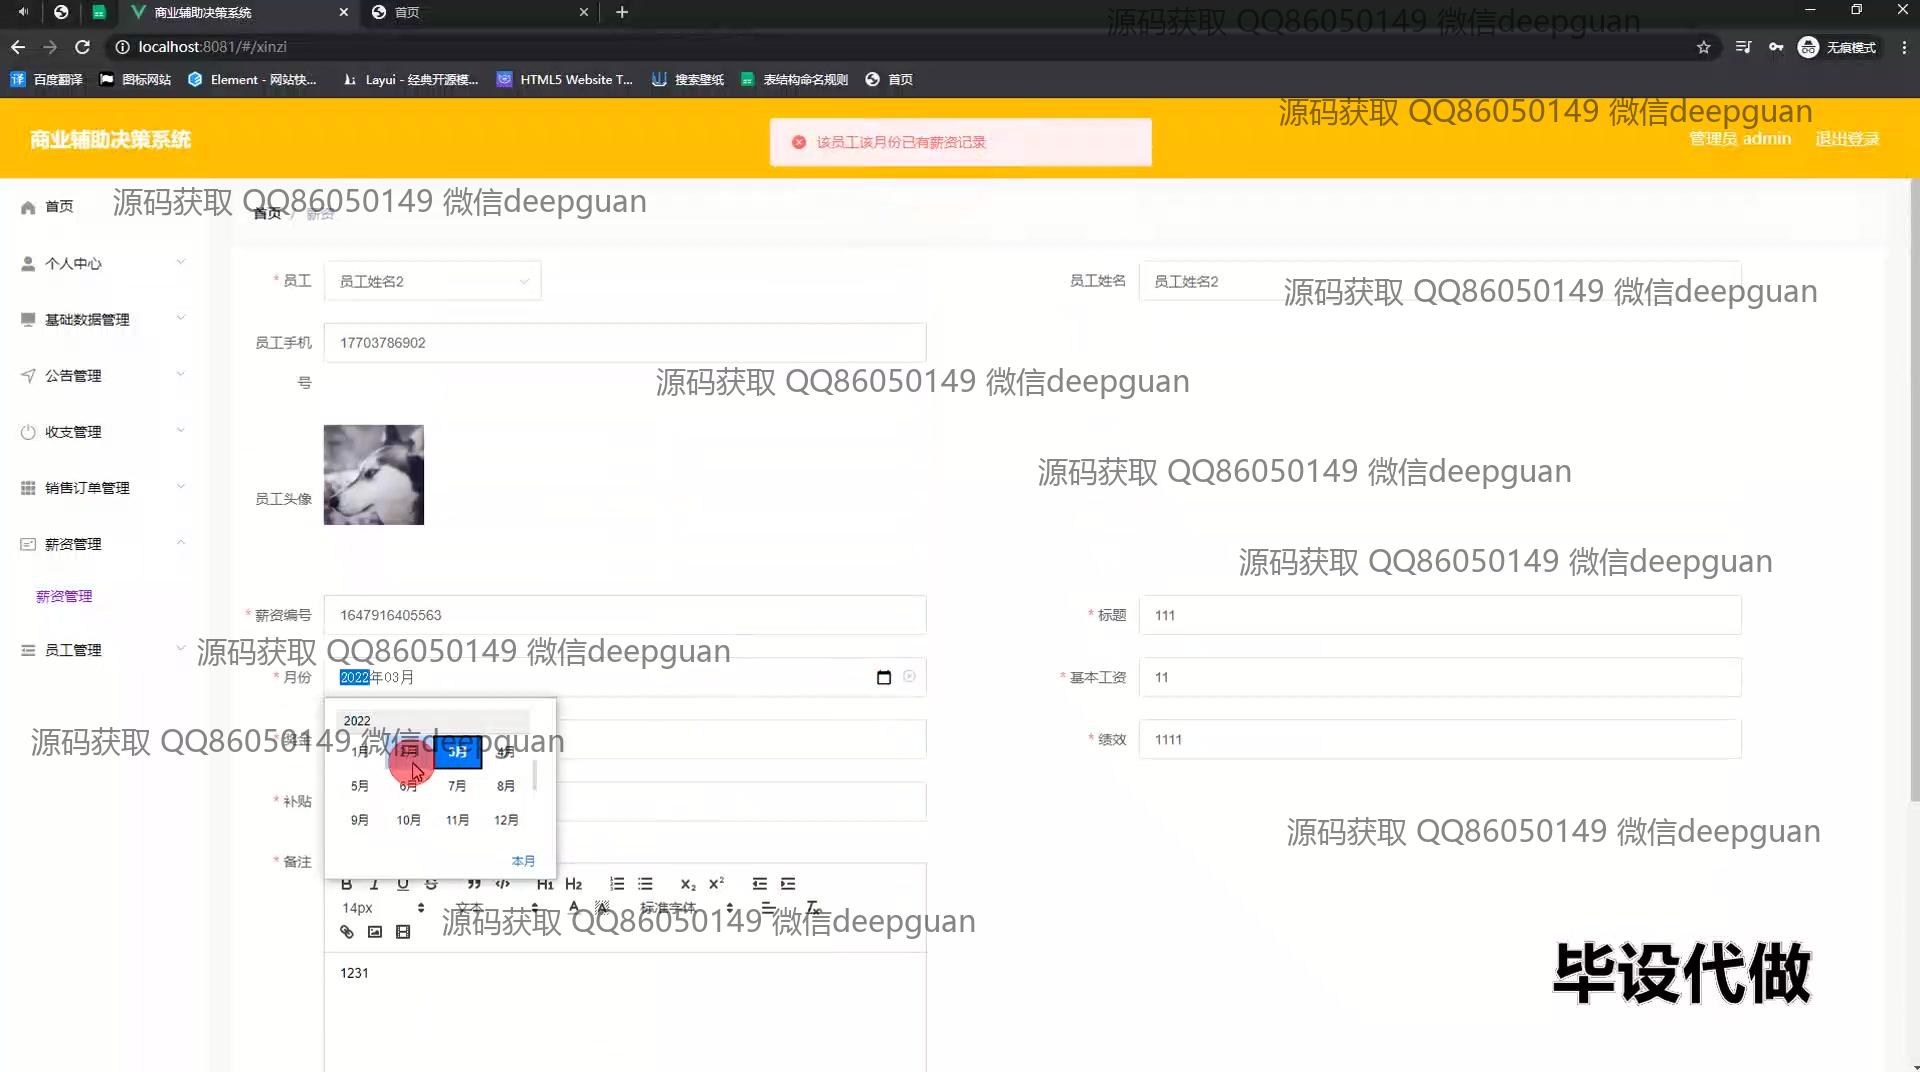 商业辅助决策系统
首页
localhost:8081/#/xinzi
无痕模式
百度翻译
图标网站
Element - 网站快...
Layui - 经典开源模...
HTML5 Website T...
搜索壁纸
表结构命名规则
首页
源码获取 QQ86050149 微信deepguan
商业辅助决策系统
该员工该月份已有薪资记录
源码获取 QQ86050149 微信deepguan
管理员 admin
退出登录
首页
源码获取 QQ86050149 微信deepguan
首页 / 薪资
个人中心
基础数据管理
公告管理
收支管理
销售订单管理
薪资管理
薪资管理
员工管理
* 员工
员工姓名2
员工姓名
员工姓名2
源码获取 QQ86050149 微信deepguan
员工手机号
17703786902
源码获取 QQ86050149 微信deepguan
源码获取 QQ86050149 微信deepguan
员工头像
源码获取 QQ86050149 微信deepguan
* 薪资编号
1647916405563
* 标题
111
源码获取 QQ86050149 微信deepguan
* 月份
2022年03月
* 基本工资
11
源码获取 QQ86050149 微信deepguan
2022
1月 2月 3月 4月
5月 6月 7月 8月
9月 10月 11月 12月
本月
* 绩效
1111
* 补贴
源码获取 QQ86050149 微信deepguan
* 备注
B I U S ” </> H1 H2 X2 X2
14px 文本 A 标准字体
源码获取 QQ86050149 微信deepguan
1231
毕设代做